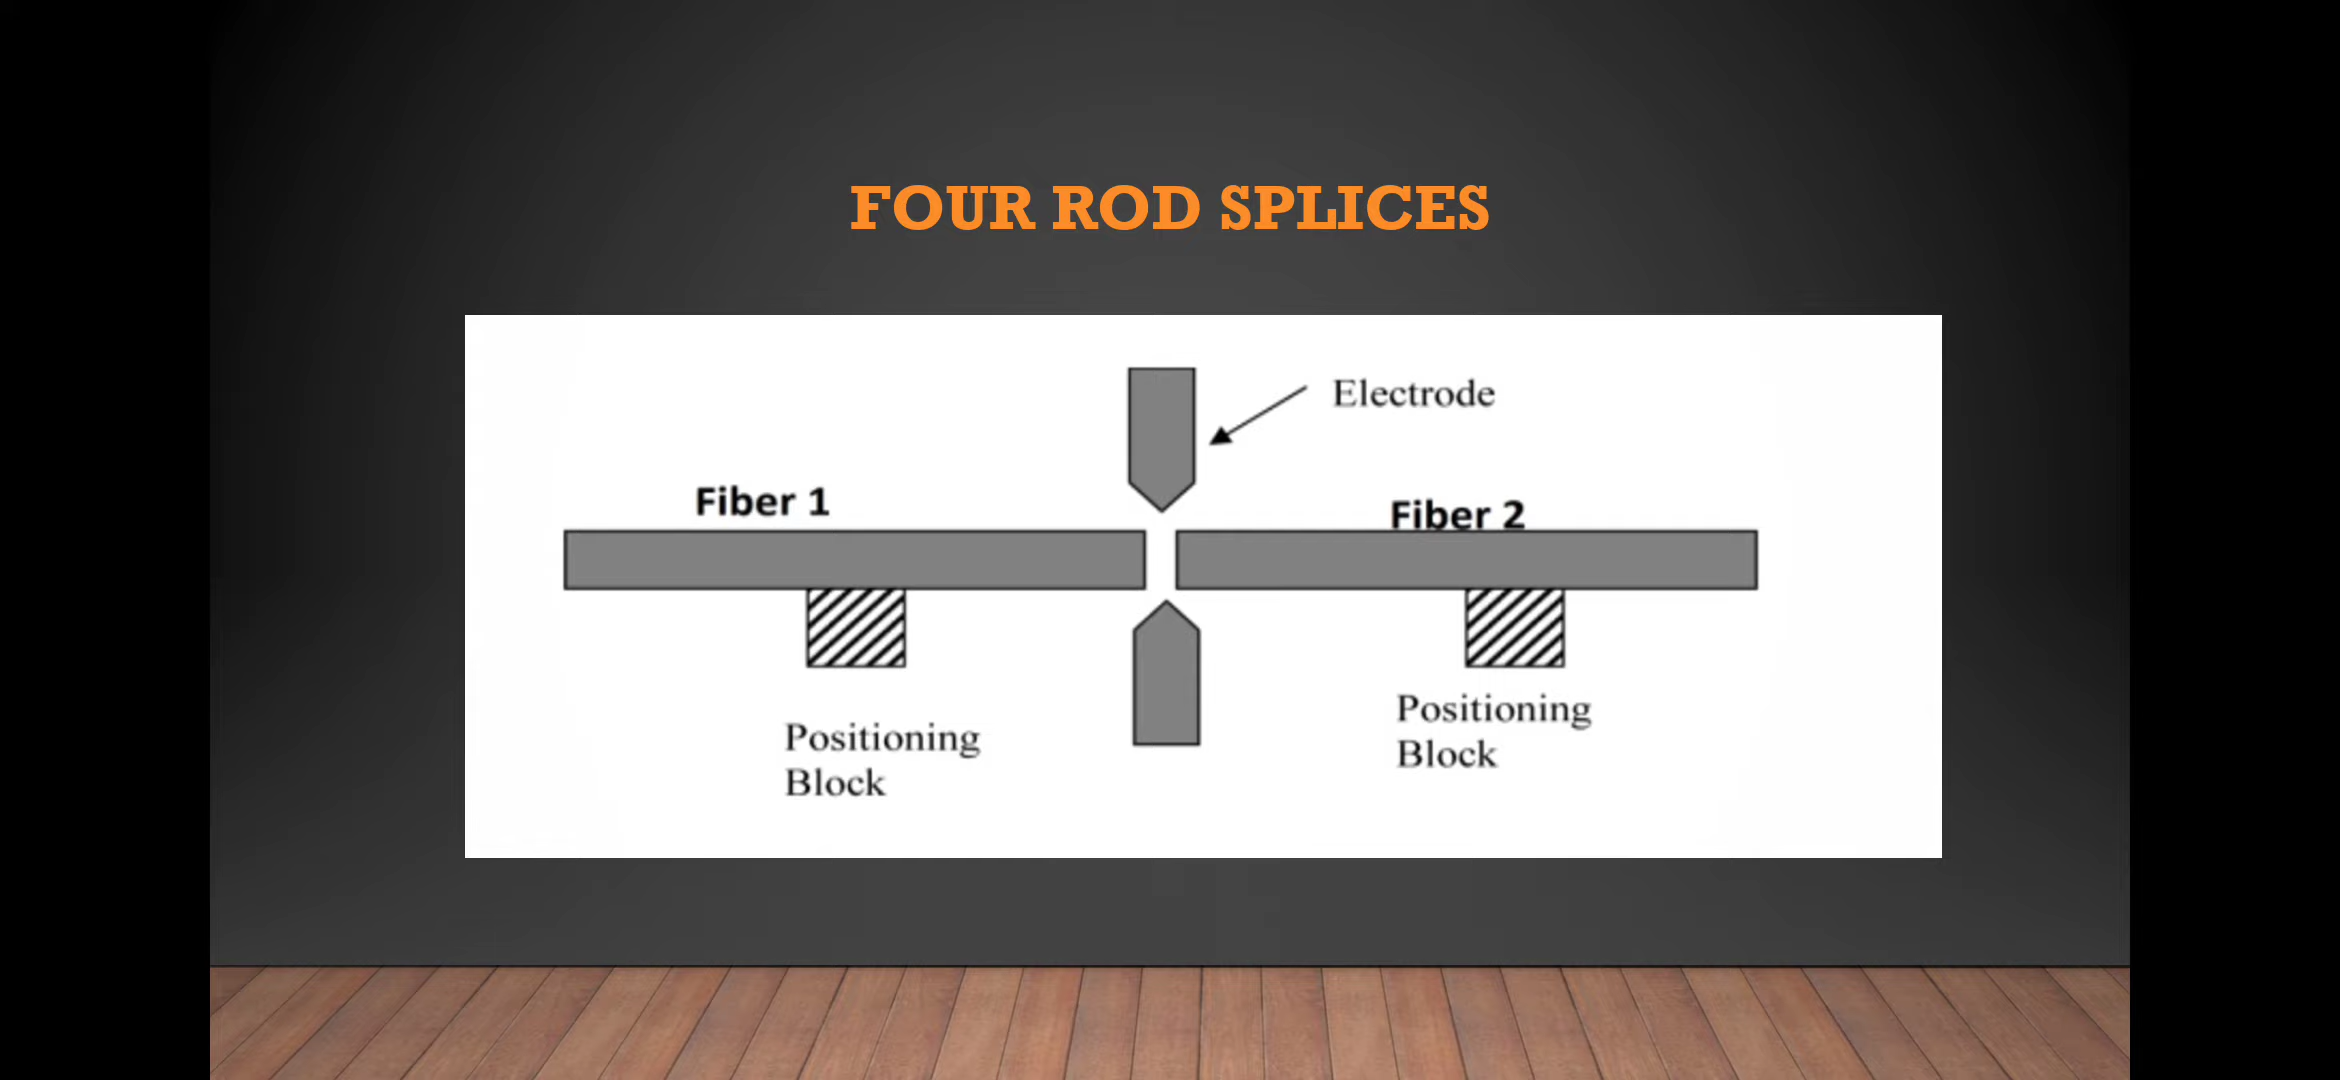 FOUR ROD SPLICES
Electrode
Fiber 1
Fiber 2
Positioning
Block
Positioning
Block